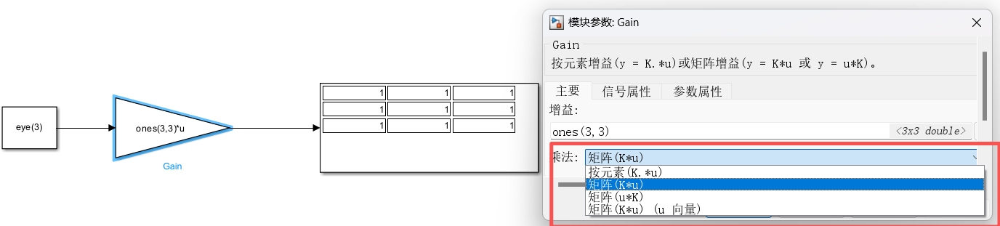 eye(3)
ones(3,3)*u
Gain
1 1 1
1 1 1
1 1 1
模块参数: Gain
Gain
按元素增益(y = K.*u)或矩阵增益(y = K*u 或 y = u*K)。
主要 信号属性 参数属性
增益:
ones(3,3) <3x3 double>
乘法: 矩阵(K*u)
按元素(K.*u)
矩阵(K*u)
矩阵(u*K)
矩阵(K*u) (u 向量)